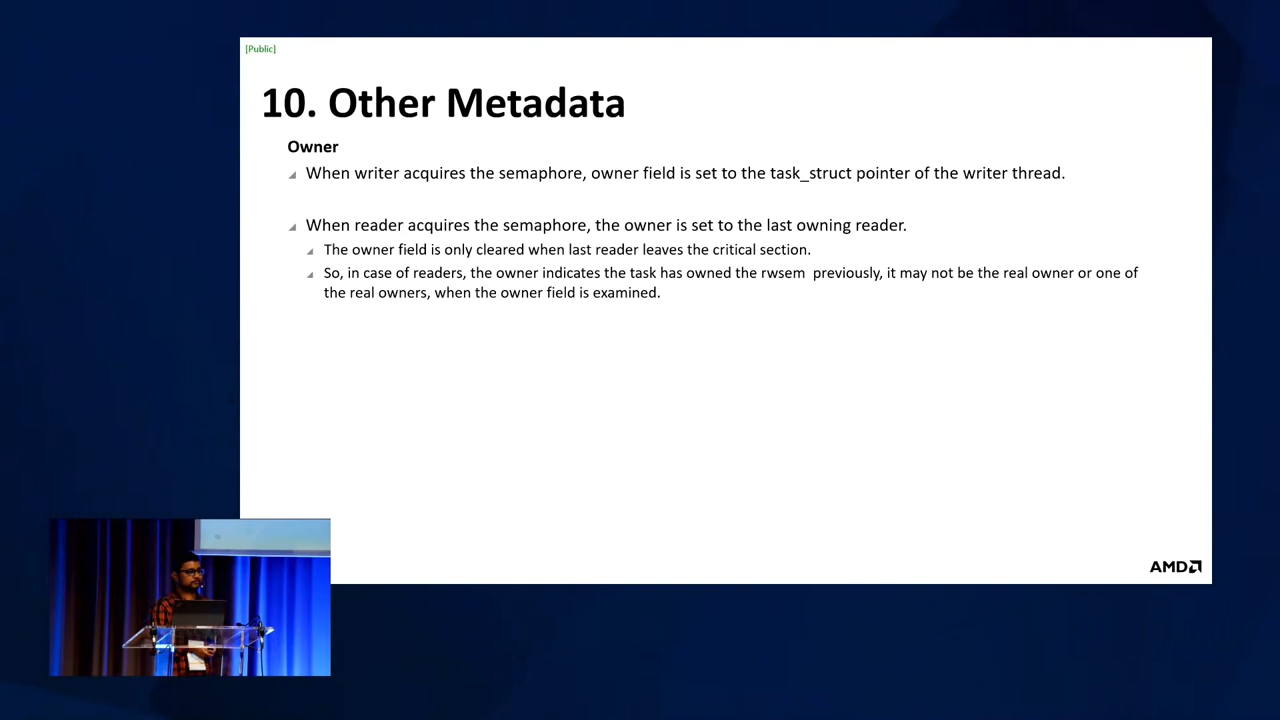 [Public]
10. Other Metadata
Owner
When writer acquires the semaphore, owner field is set to the task_struct pointer of the writer thread.
When reader acquires the semaphore, the owner is set to the last owning reader.
The owner field is only cleared when last reader leaves the critical section.
So, in case of readers, the owner indicates the task has owned the rwsem  previously, it may not be the real owner or one of
the real owners, when the owner field is examined.
AMD